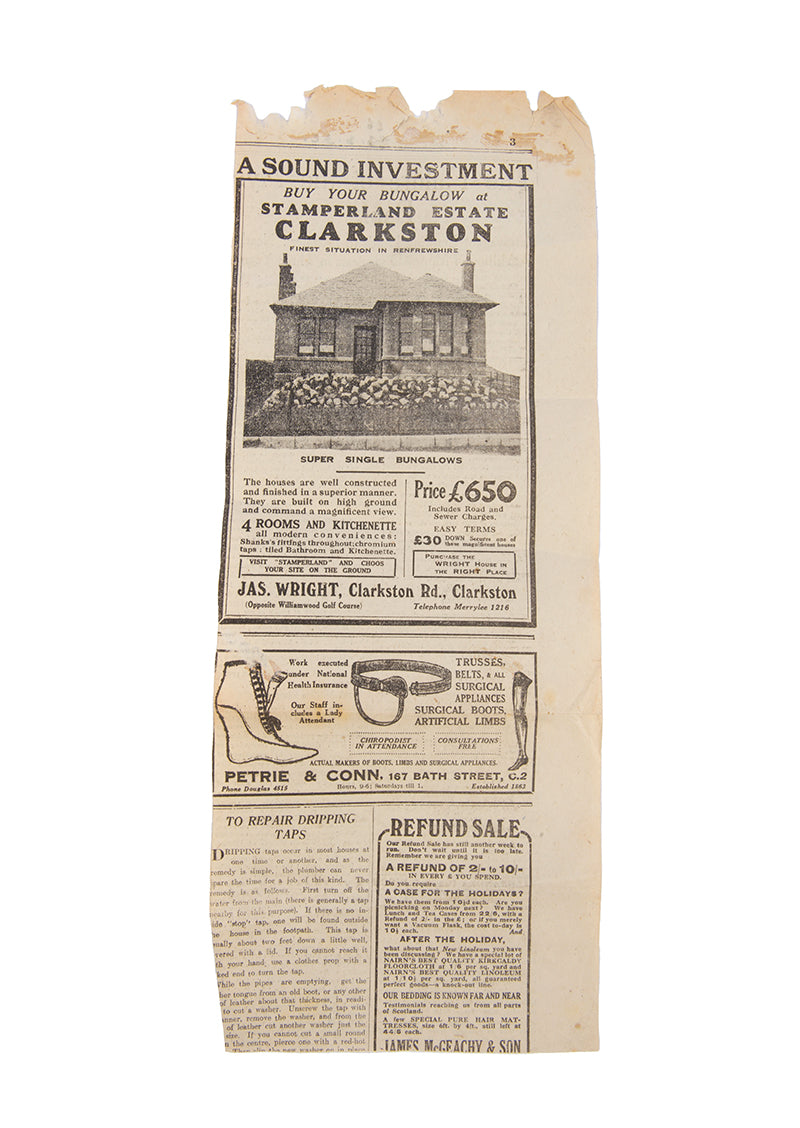 3
A SOUND INVESTMENT
BUY YOUR BUNGALOW at
STAMPERLAND ESTATE
CLARKSTON
FINEST SITUATION IN RENFREWSHIRE
SUPER SINGLE BUNGALOWS
The houses are well constructed
and finished in a superior manner.
They are built on high ground
and command a magnificent view.
4 ROOMS AND KITCHENETTE
all modern conveniences:
Shanks's fittings throughout: chromium
taps: tiled Bathroom and Kitchenette.
VISIT "STAMPERLAND" AND CHOOS
YOUR SITE ON THE GROUND
Price £650
Includes Road and
Sewer Charges.
EASY TERMS
£30 DOWN Secures one of
these magnificent houses
PURCHASE THE
WRIGHT HOUSE IN
THE RIGHT PLACE
JAS. WRIGHT, Clarkston Rd., Clarkston
(Opposite Williamwood Golf Course)
Telephone Merrylee 1216
Work executed
under National
Health Insurance
Our Staff in-
cludes a Lady
Attendant
TRUSSES,
BELTS, & ALL
SURGICAL
APPLIANCES
SURGICAL BOOTS,
ARTIFICIAL LIMBS
CHIROPODIST
IN ATTENDANCE
CONSULTATIONS
FREE
ACTUAL MAKERS OF BOOTS, LIMBS AND SURGICAL APPLIANCES.
PETRIE & CONN, 167 BATH STREET, C.2
Phone Douglas 4815
Hours, 9-6; Saturdays till 1.
Established 1862
TO REPAIR DRIPPING
TAPS
DRIPPING taps occur in most houses at
one time or another, and as the
remedy is simple, the plumber can never
spare the time for a job of this kind. The
remedy is as follows. First turn off the
water from the main (there is generally a tap
nearby for this purpose). If there is no in-
ide "stop" tap, one will be found outside
the house in the footpath. This tap is
ually about two feet down a little well,
vered with a lid. If you cannot reach it
th your hand, use a clothes prop with a
ked end to turn the tap.
hile the pipes are emptying, get the
her tongue from an old boot, or any other
of leather about that thickness, in readi-
to cut a washer. Unscrew the tap with
anner, remove the washer, and from the
of leather cut another washer just the
size. If you cannot cut a small round
n the centre, pierce one with a red-hot
Then slip the new washer on in place
REFUND SALE
Our Refund Sale has still another week to
run. Don't wait until it is too late.
Remember we are giving you
A REFUND OF 2/- to 10/-
IN EVERY £ YOU SPEND.
Do you require
A CASE FOR THE HOLIDAYS?
We have them from 10½d each. Are you
picnicking on Monday next? We have
Lunch and Tea Cases from 22/6, with a
Refund of 2/- in the £; or if you merely
want a Vacuum Flask, the cost to-day is
10½ each. And
AFTER THE HOLIDAY,
what about that New Linoleum you have
been discussing? We have a special lot of
NAIRN'S BEST QUALITY KIRKCALDY
FLOORCLOTH at 1/6 per sq. yard and
NAIRN'S BEST QUALITY LINOLEUM
at 1/10½ per sq. yard, all guaranteed
perfect goods—a knock-out line.
OUR BEDDING IS KNOWN FAR AND NEAR
Testimonials reaching us from all parts
of Scotland.
A few SPECIAL PURE HAIR MAT-
TRESSES, size 6ft. by 4ft., still left at
44/6 each.
JAMES McGEACHY & SON